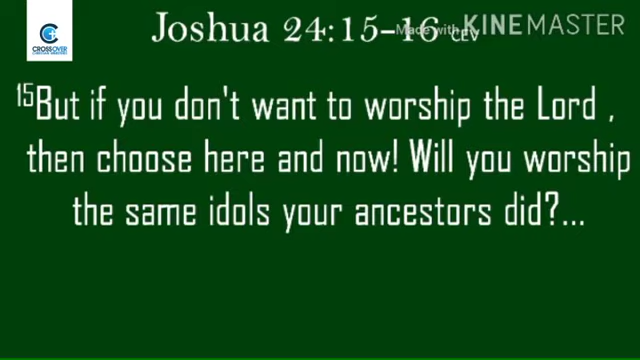 Joshua 24:15-16 CEV
Made with
KINEMASTER
CROSSOVER
15But if you don't want to worship the Lord ,
then choose here and now! Will you worship
the same idols your ancestors did?...